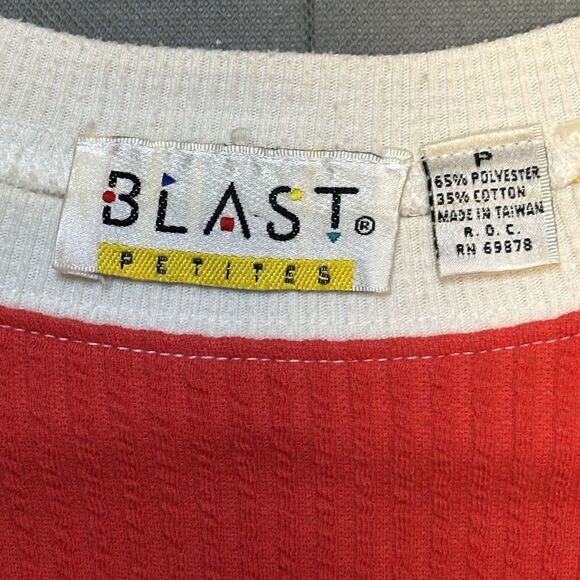 BLAST®
PETITES
P
65% POLYESTER
35% COTTON
MADE IN TAIWAN
R. O. C.
RN 69878